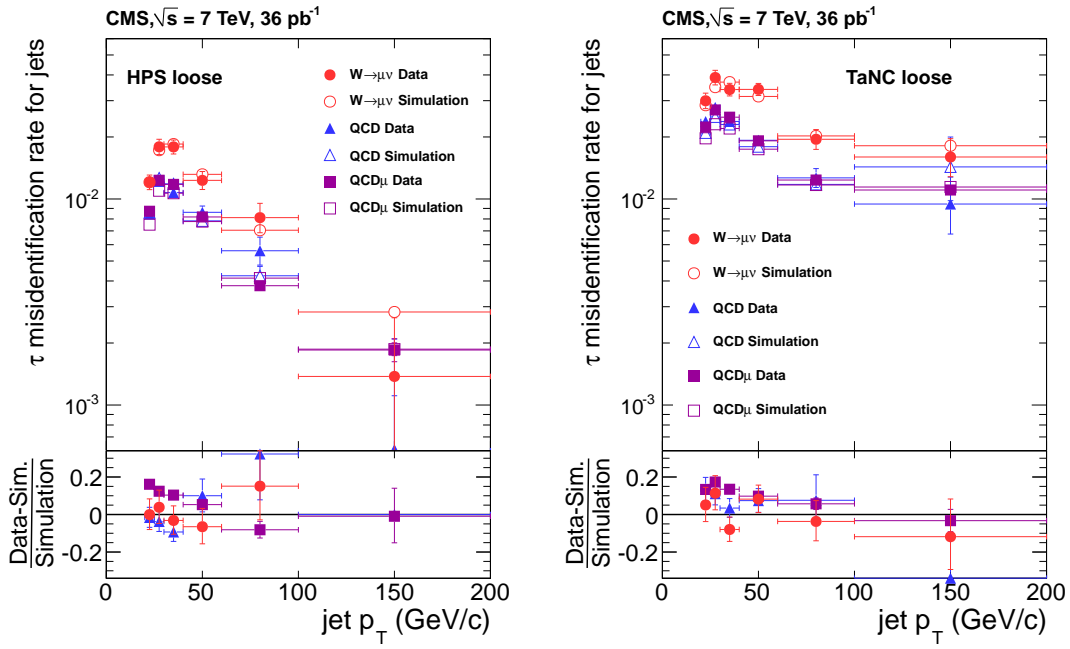 CMS,√s = 7 TeV, 36 pb⁻¹
HPS loose
W→μν Data
W→μν Simulation
QCD Data
QCD Simulation
QCDμ Data
QCDμ Simulation
τ misidentification rate for jets
10⁻²
10⁻³
Data-Sim.
Simulation
0.2
0
-0.2
0 50 100 150 200
jet p_T (GeV/c)
CMS,√s = 7 TeV, 36 pb⁻¹
TaNC loose
W→μν Data
W→μν Simulation
QCD Data
QCD Simulation
QCDμ Data
QCDμ Simulation
τ misidentification rate for jets
10⁻²
10⁻³
Data-Sim.
Simulation
0.2
0
-0.2
0 50 100 150 200
jet p_T (GeV/c)